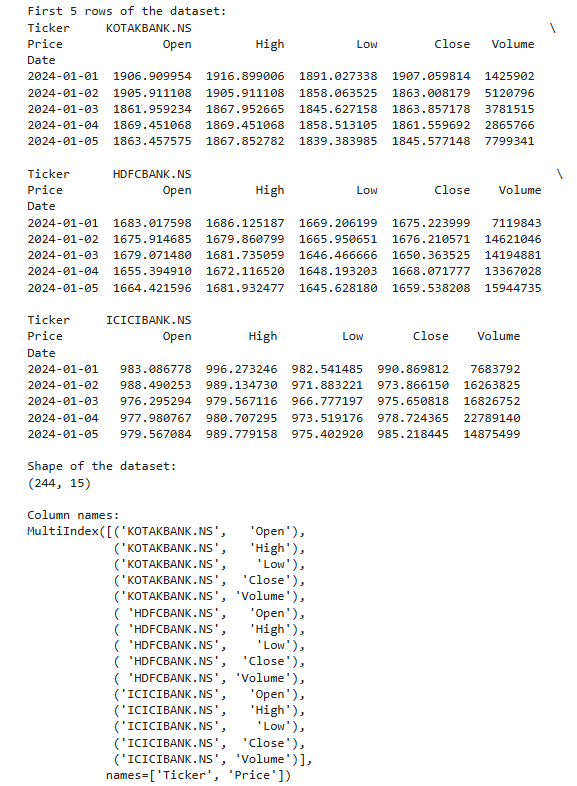 First 5 rows of the dataset:
Ticker     KOTAKBANK.NS                                                  \
Price              Open         High          Low        Close   Volume
Date
2024-01-01  1906.909954  1916.899006  1891.027338  1907.059814  1425902
2024-01-02  1905.911108  1905.911108  1858.063525  1863.008179  5120796
2024-01-03  1861.959234  1867.952665  1845.627158  1863.857178  3781515
2024-01-04  1869.451068  1869.451068  1858.513105  1861.559692  2865766
2024-01-05  1863.457575  1867.852782  1839.383985  1845.577148  7799341
Ticker      HDFCBANK.NS                                                   \
Price              Open         High          Low        Close    Volume
Date
2024-01-01  1683.017598  1686.125187  1669.206199  1675.223999   7119843
2024-01-02  1675.914685  1679.860799  1665.950651  1676.210571  14621046
2024-01-03  1679.071480  1681.735059  1646.466666  1650.363525  14194881
2024-01-04  1655.394910  1672.116520  1648.193203  1668.071777  13367028
2024-01-05  1664.421596  1681.932477  1645.628180  1659.538208  15944735
Ticker     ICICIBANK.NS
Price              Open        High         Low       Close    Volume
Date
2024-01-01   983.086778  996.273246  982.541485  990.869812   7683792
2024-01-02   988.490253  989.134730  971.883221  973.866150  16263825
2024-01-03   976.295294  979.567116  966.777197  975.650818  16826752
2024-01-04   977.980767  980.707295  973.519176  978.724365  22789140
2024-01-05   979.567084  989.779158  975.402920  985.218445  14875499
Shape of the dataset:
(244, 15)
Column names:
MultiIndex([('KOTAKBANK.NS',   'Open'),
            ('KOTAKBANK.NS',   'High'),
            ('KOTAKBANK.NS',    'Low'),
            ('KOTAKBANK.NS',  'Close'),
            ('KOTAKBANK.NS', 'Volume'),
            ( 'HDFCBANK.NS',   'Open'),
            ( 'HDFCBANK.NS',   'High'),
            ( 'HDFCBANK.NS',    'Low'),
            ( 'HDFCBANK.NS',  'Close'),
            ( 'HDFCBANK.NS', 'Volume'),
            ('ICICIBANK.NS',   'Open'),
            ('ICICIBANK.NS',   'High'),
            ('ICICIBANK.NS',    'Low'),
            ('ICICIBANK.NS',  'Close'),
            ('ICICIBANK.NS', 'Volume')],
           names=['Ticker', 'Price'])